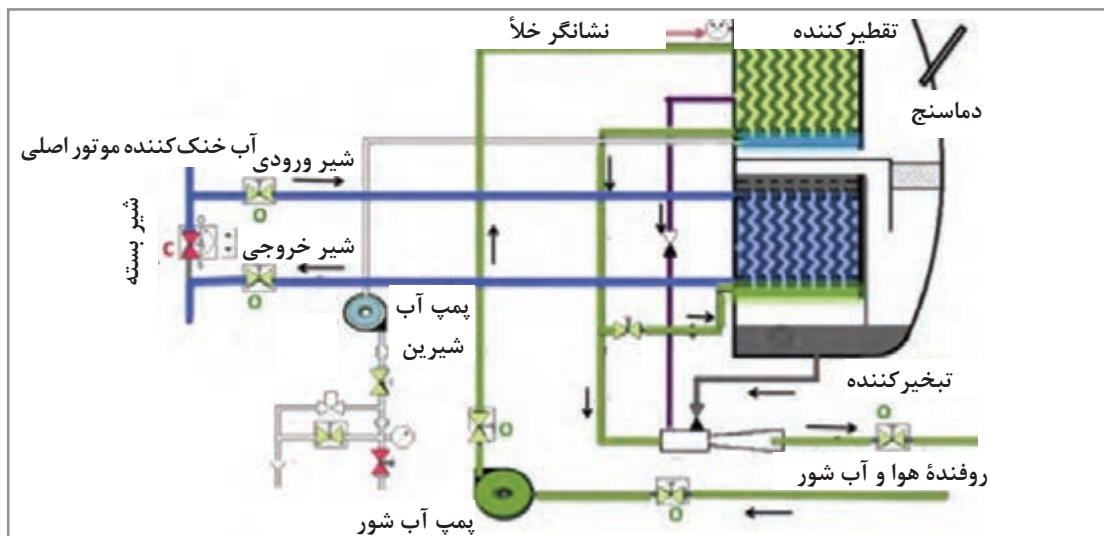 نشانگر خلأ
تقطیرکننده
دماسنج
آب خنک‌کننده موتور اصلی
شیر ورودی
O
شیر بسته
C
شیر خروجی
O
پمپ آب
شیرین
تبخیرکننده
O
O
روفندهٔ هوا و آب شور
پمپ آب شور
O